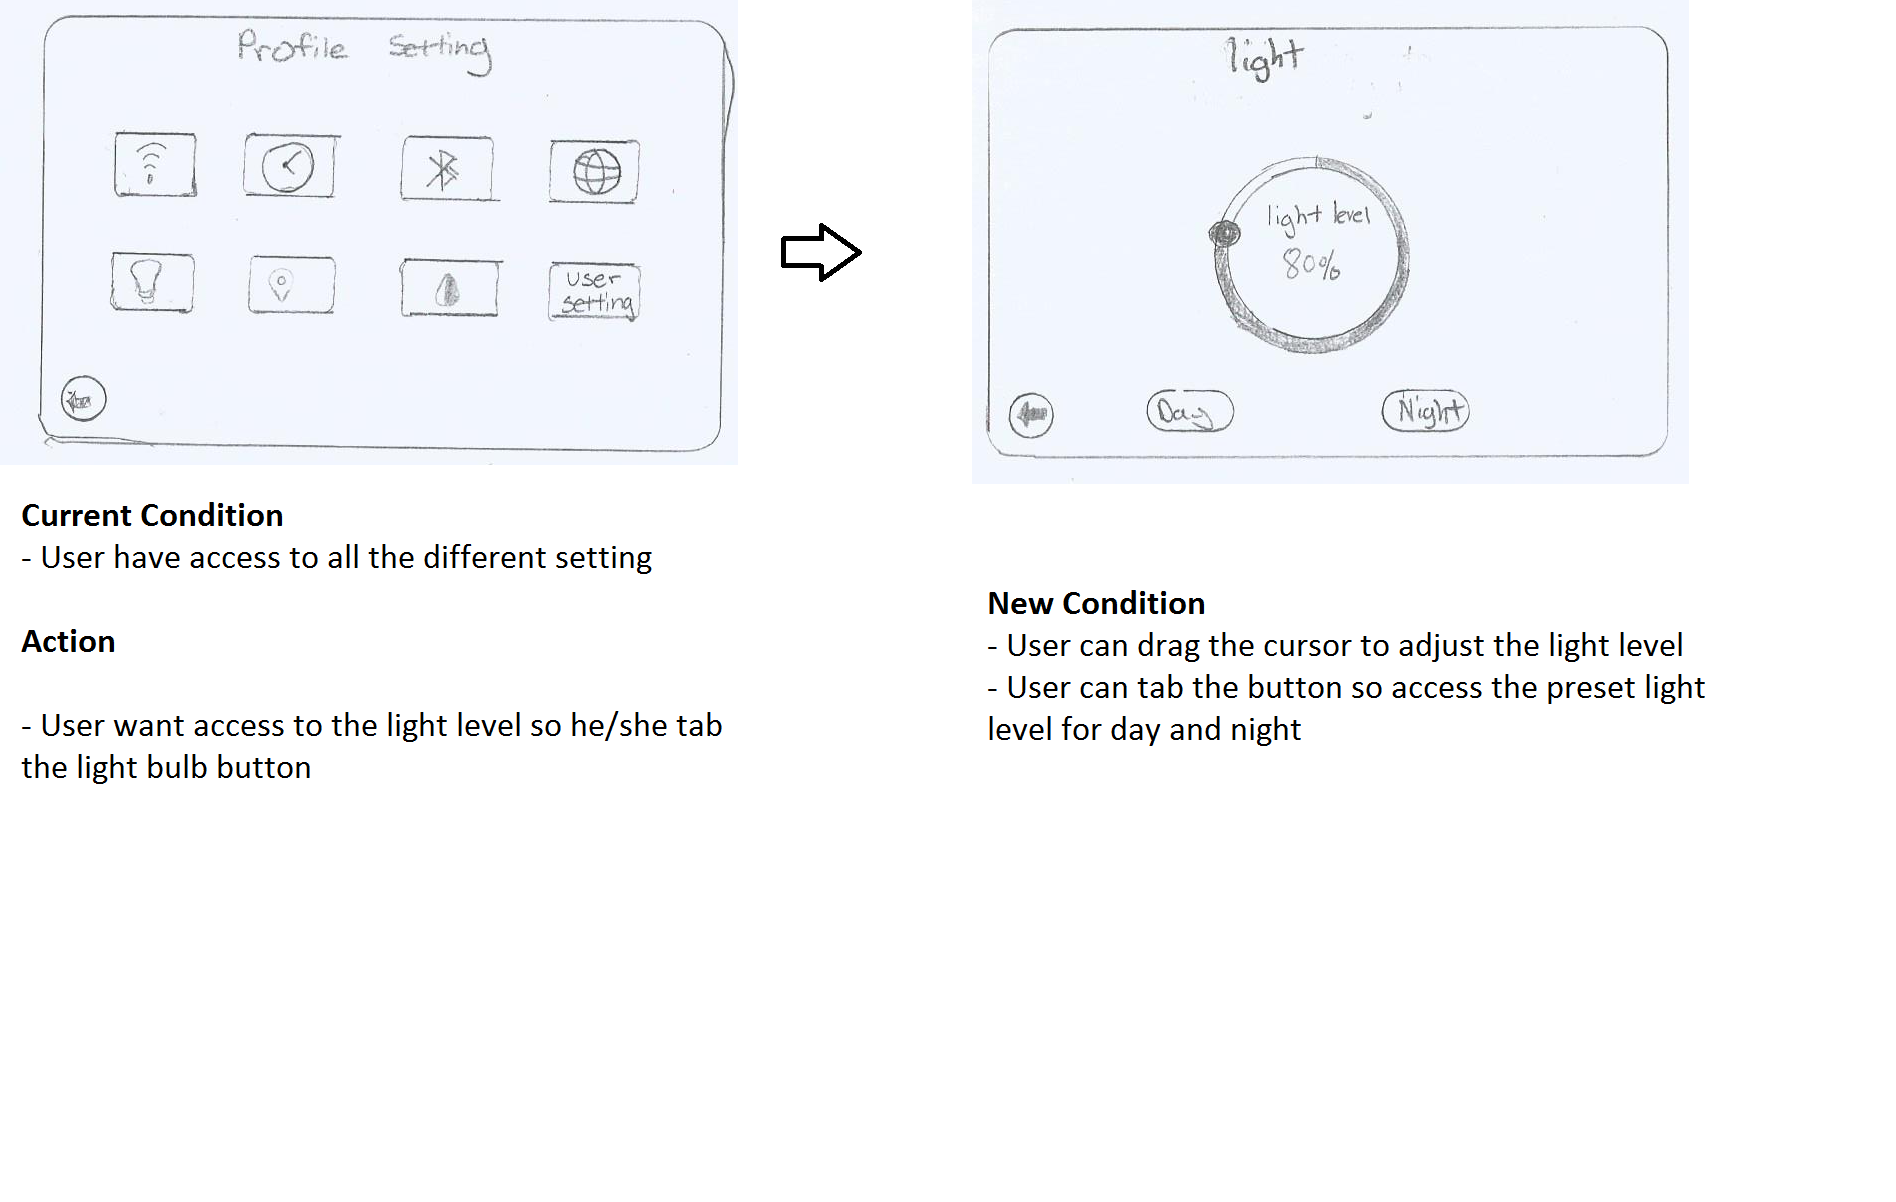 Profile Setting
User
setting
light
light level
80%
Day
Night
Current Condition
- User have access to all the different setting
Action
- User want access to the light level so he/she tab
the light bulb button
New Condition
- User can drag the cursor to adjust the light level
- User can tab the button so access the preset light
level for day and night